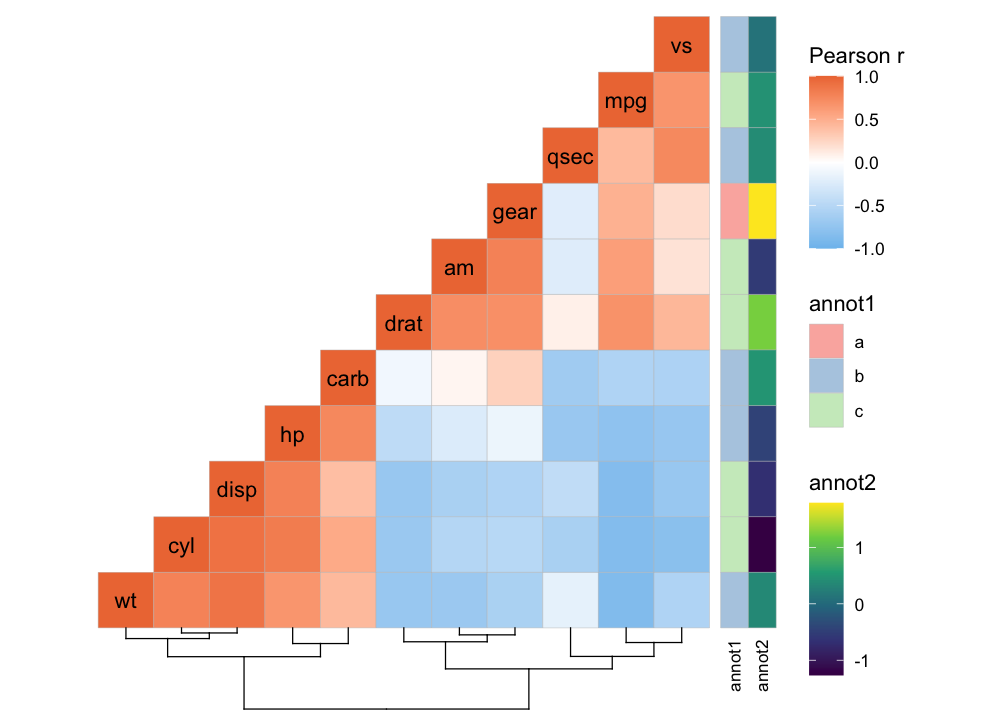 vs
mpg
qsec
gear
am
drat
carb
hp
disp
cyl
wt
annot1
annot2
Pearson r
1.0
0.5
0.0
-0.5
-1.0
annot1
a
b
c
annot2
1
0
-1